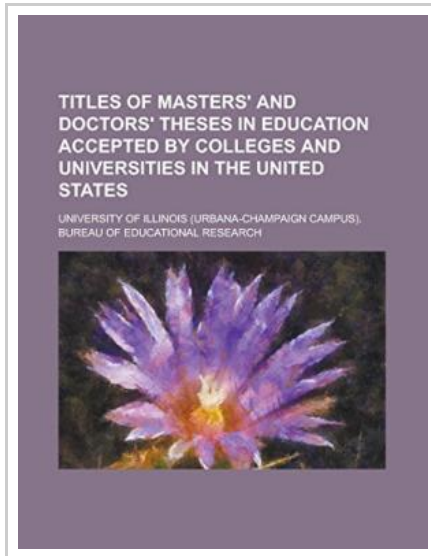 TITLES OF MASTERS' AND
DOCTORS' THESES IN EDUCATION
ACCEPTED BY COLLEGES AND
UNIVERSITIES IN THE UNITED
STATES
UNIVERSITY OF ILLINOIS (URBANA-CHAMPAIGN CAMPUS).
BUREAU OF EDUCATIONAL RESEARCH